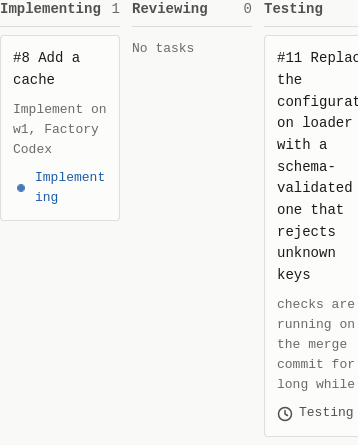 Implementing 1
#8 Add a
cache
Implement on
w1, Factory
Codex
Implement
ing
Reviewing 0
No tasks
Testing
#11 Replac
the
configurat
on loader
with a
schema-
validated
one that
rejects
unknown
keys
checks are
running on
the merge
commit for
long while
Testing